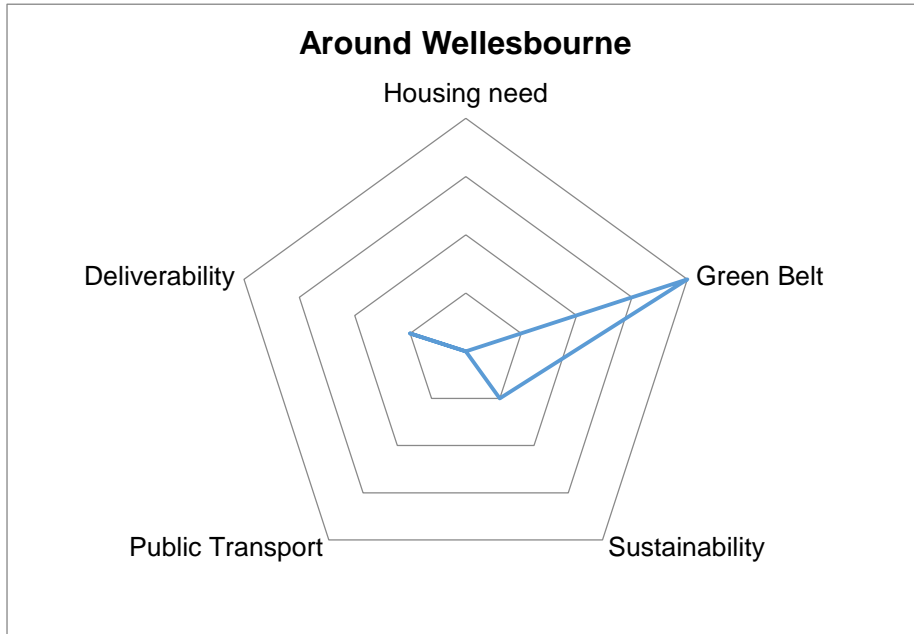 Around Wellesbourne
Housing need
Deliverability
Green Belt
Public Transport
Sustainability